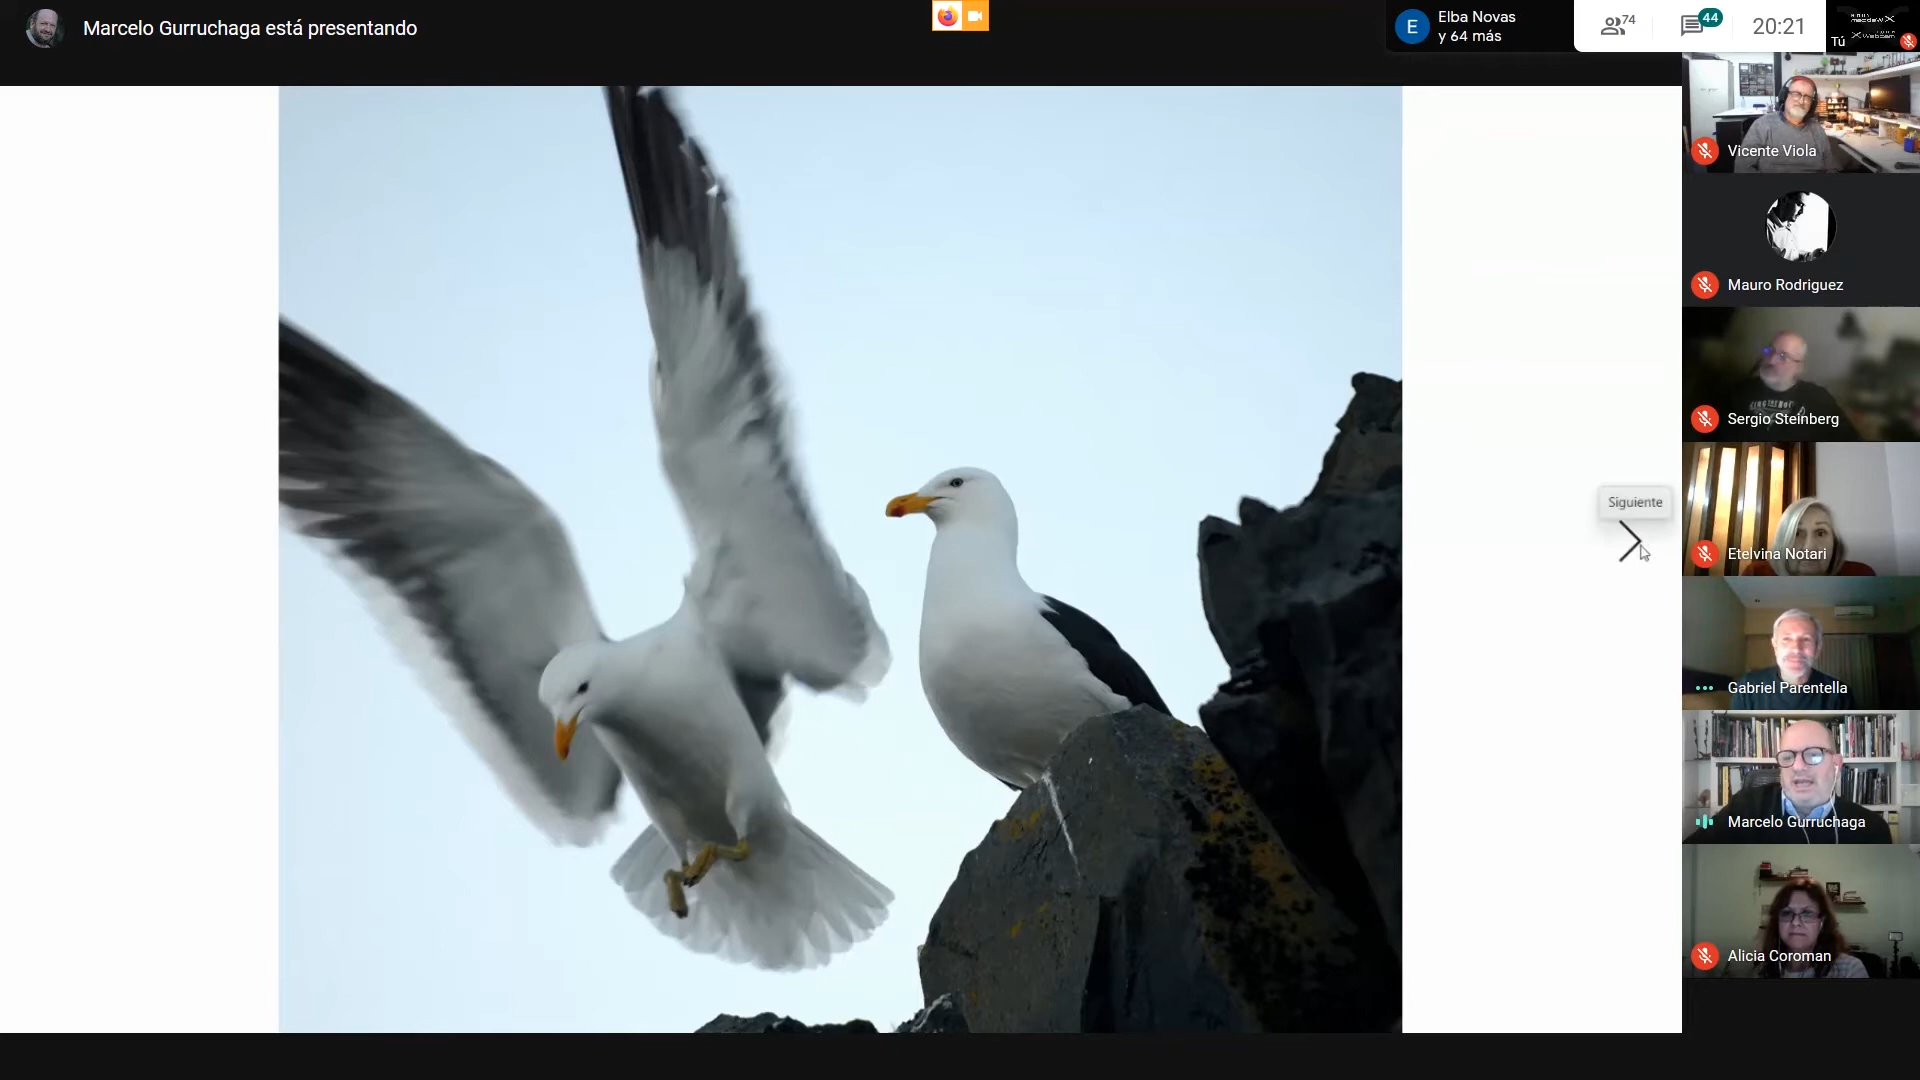 Marcelo Gurruchaga está presentando
E
Elba Novas
y 64 más
74
44
20:21
Tú
Vicente Viola
Mauro Rodriguez
Sergio Steinberg
Siguiente
Etelvina Notari
Gabriel Parentella
Marcelo Gurruchaga
Alicia Coroman